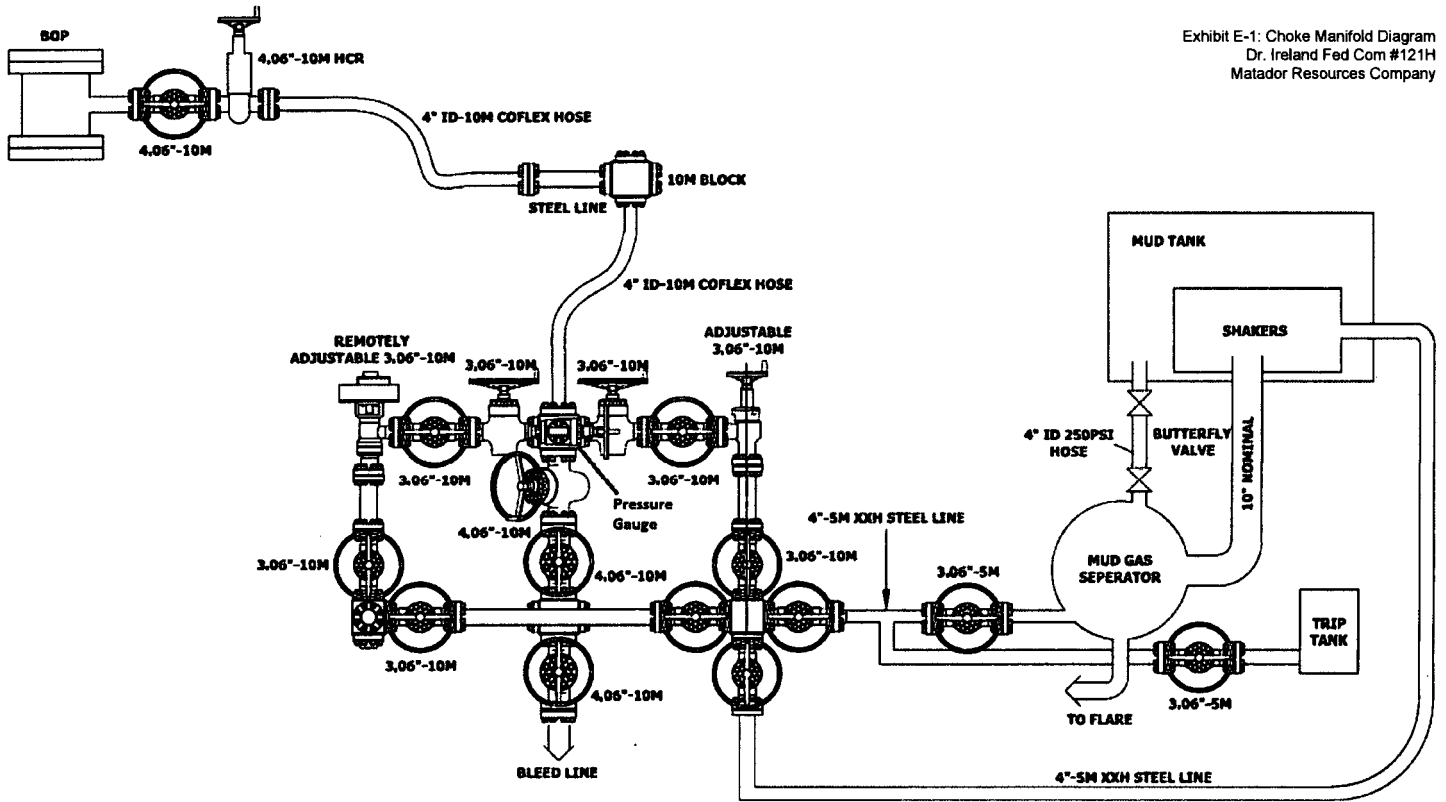 Exhibit E-1: Choke Manifold Diagram
Dr. Ireland Fed Com #121H
Matador Resources Company
BOP
4.06"-10M HCR
4" ID-10M COFLEX HOSE
4.06"-10M
10M BLOCK
STEEL LINE
MUD TANK
4" ID-10M COFLEX HOSE
SHAKERS
REMOTELY
ADJUSTABLE 3.06"-10M
ADJUSTABLE
3.06"-10M
3.06"-10M
3.06"-10M
4" ID 250PSI
HOSE
BUTTERFLY
VALVE
10" NOMINAL
3.06"-10M
3.06"-10M
Pressure
Gauge
4.06"-10M
4"-5M XXH STEEL LINE
3.06"-10M
4.06"-10M
3.06"-10M
3.06"-5M
MUD GAS
SEPERATOR
TRIP
TANK
3.06"-10M
4.06"-10M
3.06"-5M
TO FLARE
BLEED LINE
4"-5M XXH STEEL LINE